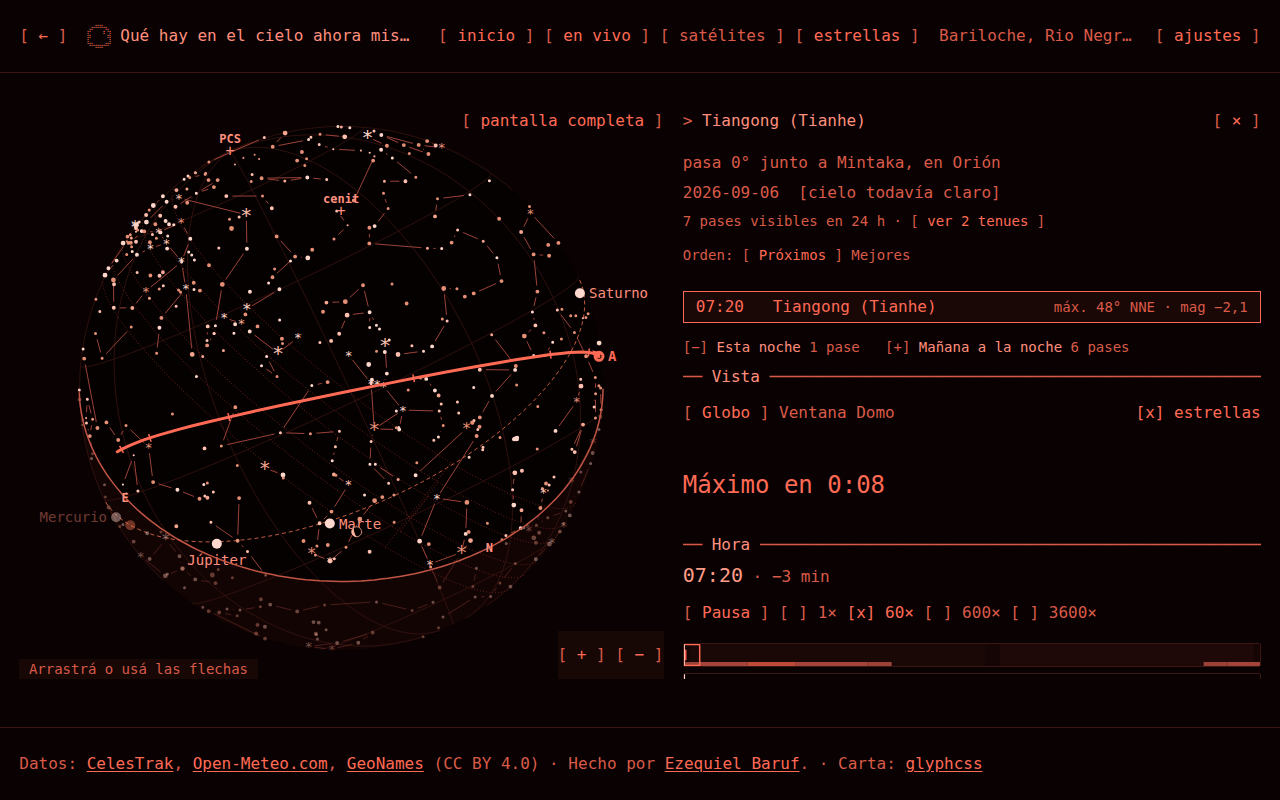 [ ← ] Qué hay en el cielo ahora mis… [ inicio ] [ en vivo ] [ satélites ] [ estrellas ] Bariloche, Rio Negr… [ ajustes ]
[ pantalla completa ]
PCS
cenit
Saturno
A
E
Mercurio
Marte
N
Júpiter
Arrastrá o usá las flechas
[ + ] [ − ]
> Tiangong (Tianhe) [ × ]
pasa 0° junto a Mintaka, en Orión
2026-09-06 [cielo todavía claro]
7 pases visibles en 24 h · [ ver 2 tenues ]
Orden: [ Próximos ] Mejores
07:20 Tiangong (Tianhe) máx. 48° NNE · mag −2,1
[−] Esta noche 1 pase [+] Mañana a la noche 6 pases
Vista
[ Globo ] Ventana Domo [x] estrellas
Máximo en 0:08
Hora
07:20 · −3 min
[ Pausa ] [ ] 1× [x] 60× [ ] 600× [ ] 3600×
Datos: CelesTrak, Open-Meteo.com, GeoNames (CC BY 4.0) · Hecho por Ezequiel Baruf. · Carta: glyphcss